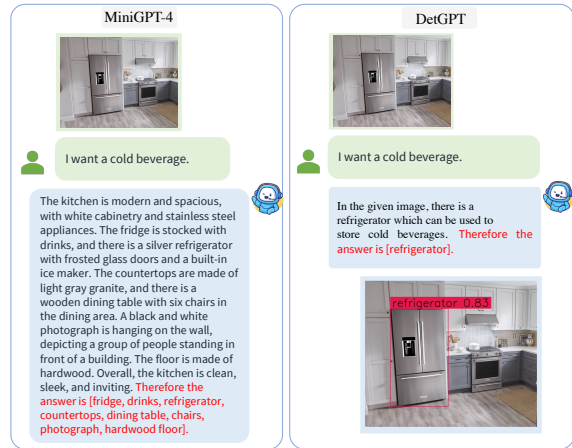 MiniGPT-4
I want a cold beverage.
The kitchen is modern and spacious,
with white cabinetry and stainless steel
appliances. The fridge is stocked with
drinks, and there is a silver refrigerator
with frosted glass doors and a built-in
ice maker. The countertops are made of
light gray granite, and there is a
wooden dining table with six chairs in
the dining area. A black and white
photograph is hanging on the wall,
depicting a group of people standing in
front of a building. The floor is made of
hardwood. Overall, the kitchen is clean,
sleek, and inviting. Therefore the
answer is [fridge, drinks, refrigerator,
countertops, dining table, chairs,
photograph, hardwood floor].
DetGPT
I want a cold beverage.
In the given image, there is a
refrigerator which can be used to
store cold beverages. Therefore the
answer is [refrigerator].
refrigerator 0.83